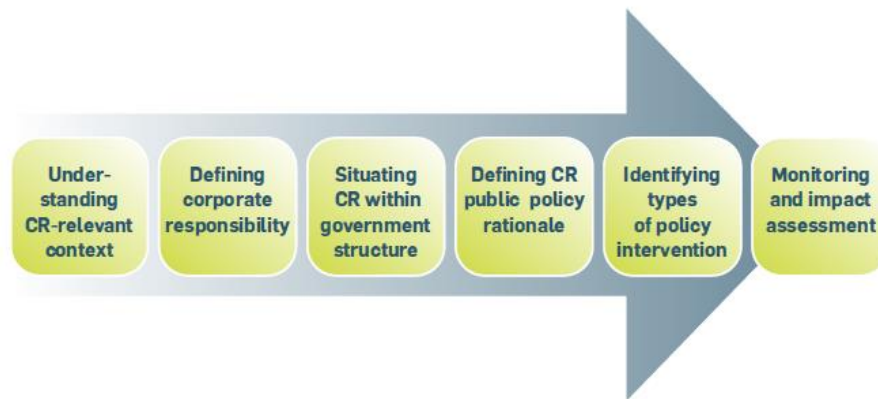 Under-
standing
CR-relevant
context
Defining
corporate
responsibility
Situating
CR within
government
structure
Defining CR
public policy
rationale
Identifying
types
of policy
intervention
Monitoring
and impact
assessment